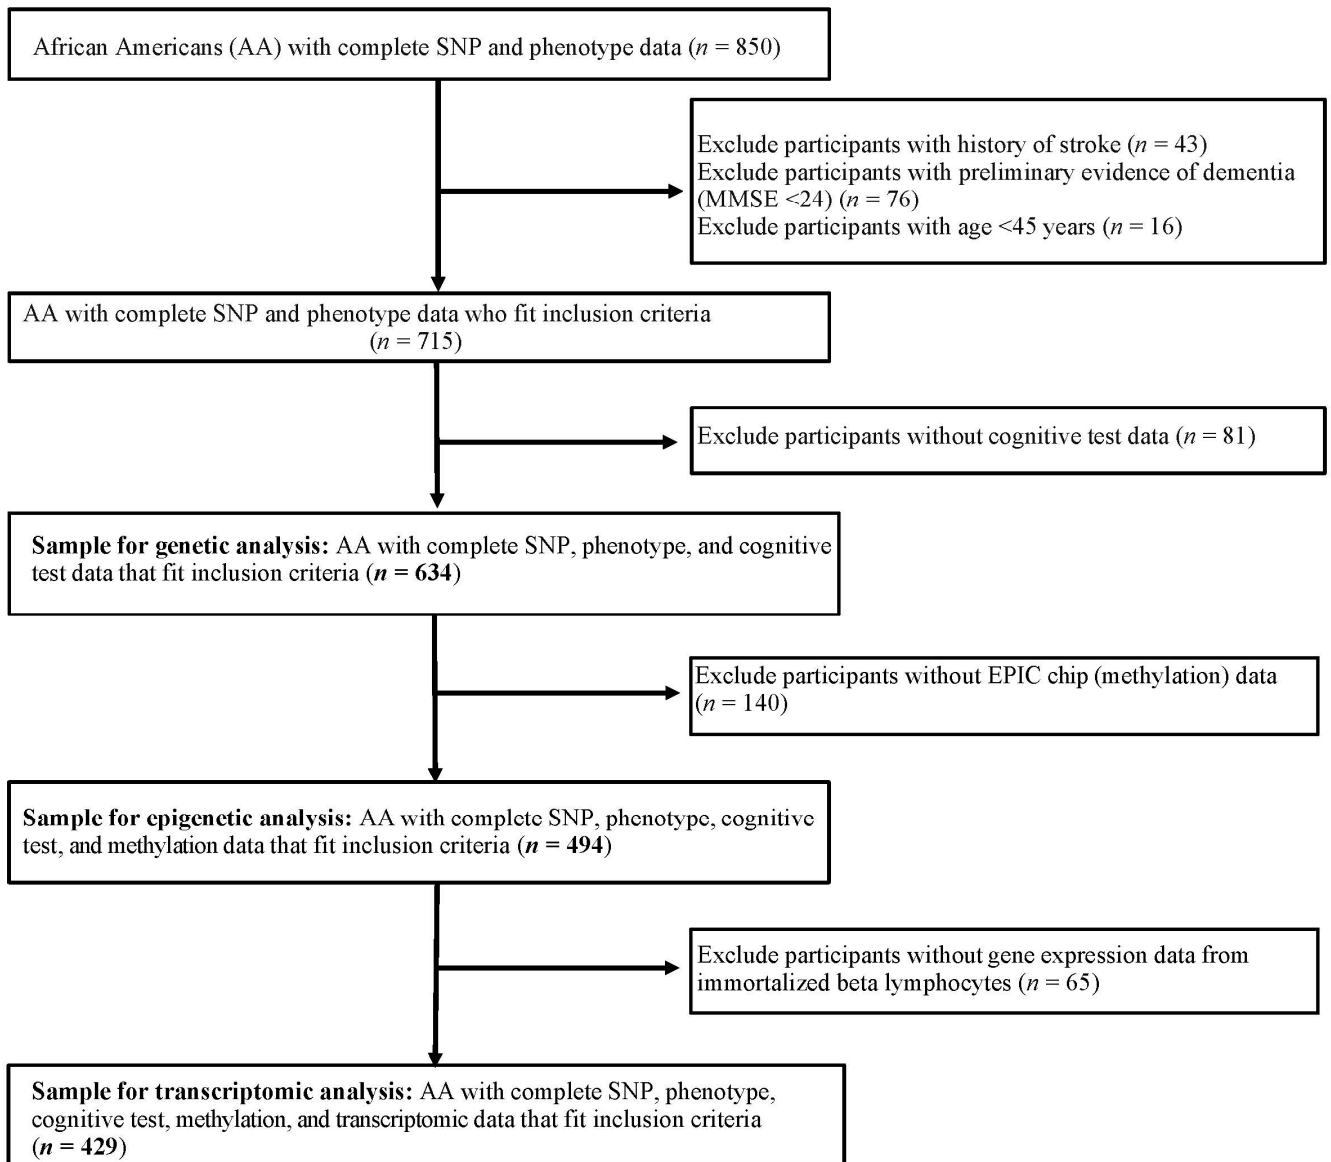 African Americans (AA) with complete SNP and phenotype data (n = 850)
Exclude participants with history of stroke (n = 43)
Exclude participants with preliminary evidence of dementia
(MMSE <24) (n = 76)
Exclude participants with age <45 years (n = 16)
AA with complete SNP and phenotype data who fit inclusion criteria
(n = 715)
Exclude participants without cognitive test data (n = 81)
Sample for genetic analysis: AA with complete SNP, phenotype, and cognitive
test data that fit inclusion criteria (n = 634)
Exclude participants without EPIC chip (methylation) data
(n = 140)
Sample for epigenetic analysis: AA with complete SNP, phenotype, cognitive
test, and methylation data that fit inclusion criteria (n = 494)
Exclude participants without gene expression data from
immortalized beta lymphocytes (n = 65)
Sample for transcriptomic analysis: AA with complete SNP, phenotype,
cognitive test, methylation, and transcriptomic data that fit inclusion criteria
(n = 429)